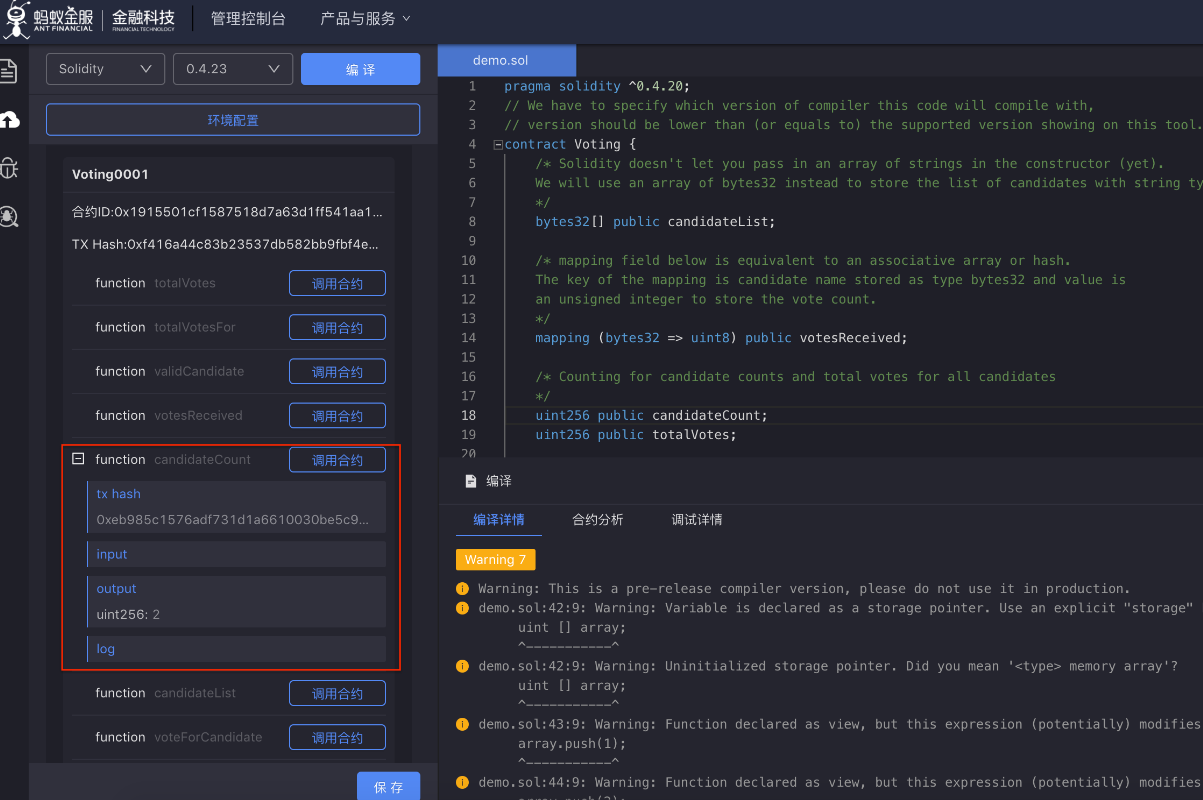 蚂蚁金服
ANT FINANCIAL
金融科技
FINANCIAL TECHNOLOGY
管理控制台
产品与服务
Solidity
0.4.23
编 译
环境配置
Voting0001
合约ID:0x1915501cf1587518d7a63d1ff541aa1...
TX Hash:0xf416a44c83b23537db582bb9fbf4e...
function totalVotes 调用合约
function totalVotesFor 调用合约
function validCandidate 调用合约
function votesReceived 调用合约
function candidateCount 调用合约
tx hash
0xeb985c1576adf731d1a6610030be5c9...
input
output
uint256: 2
log
function candidateList 调用合约
function voteForCandidate 调用合约
保 存
demo.sol
1 pragma solidity ^0.4.20;
2 // We have to specify which version of compiler this code will compile with,
3 // version should be lower than (or equals to) the supported version showing on this tool.
4 contract Voting {
5 /* Solidity doesn't let you pass in an array of strings in the constructor (yet).
6 We will use an array of bytes32 instead to store the list of candidates with string ty
7 */
8 bytes32[] public candidateList;
9
10 /* mapping field below is equivalent to an associative array or hash.
11 The key of the mapping is candidate name stored as type bytes32 and value is
12 an unsigned integer to store the vote count.
13 */
14 mapping (bytes32 => uint8) public votesReceived;
15
16 /* Counting for candidate counts and total votes for all candidates
17 */
18 uint256 public candidateCount;
19 uint256 public totalVotes;
20
编译
编译详情
合约分析
调试详情
Warning 7
Warning: This is a pre-release compiler version, please do not use it in production.
demo.sol:42:9: Warning: Variable is declared as a storage pointer. Use an explicit "storage"
uint [] array;
^-----------^
demo.sol:42:9: Warning: Uninitialized storage pointer. Did you mean '<type> memory array'?
uint [] array;
^-----------^
demo.sol:43:9: Warning: Function declared as view, but this expression (potentially) modifies
array.push(1);
^-----------^
demo.sol:44:9: Warning: Function declared as view, but this expression (potentially) modifies